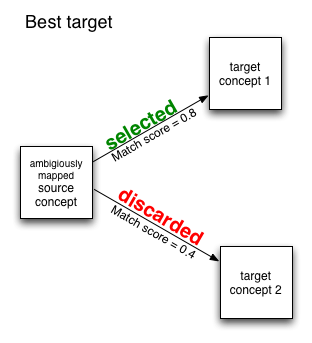 Best target
target
concept 1
selected
Match score = 0.8
ambigiously
mapped
source
concept
discarded
Match score = 0.4
target
concept 2